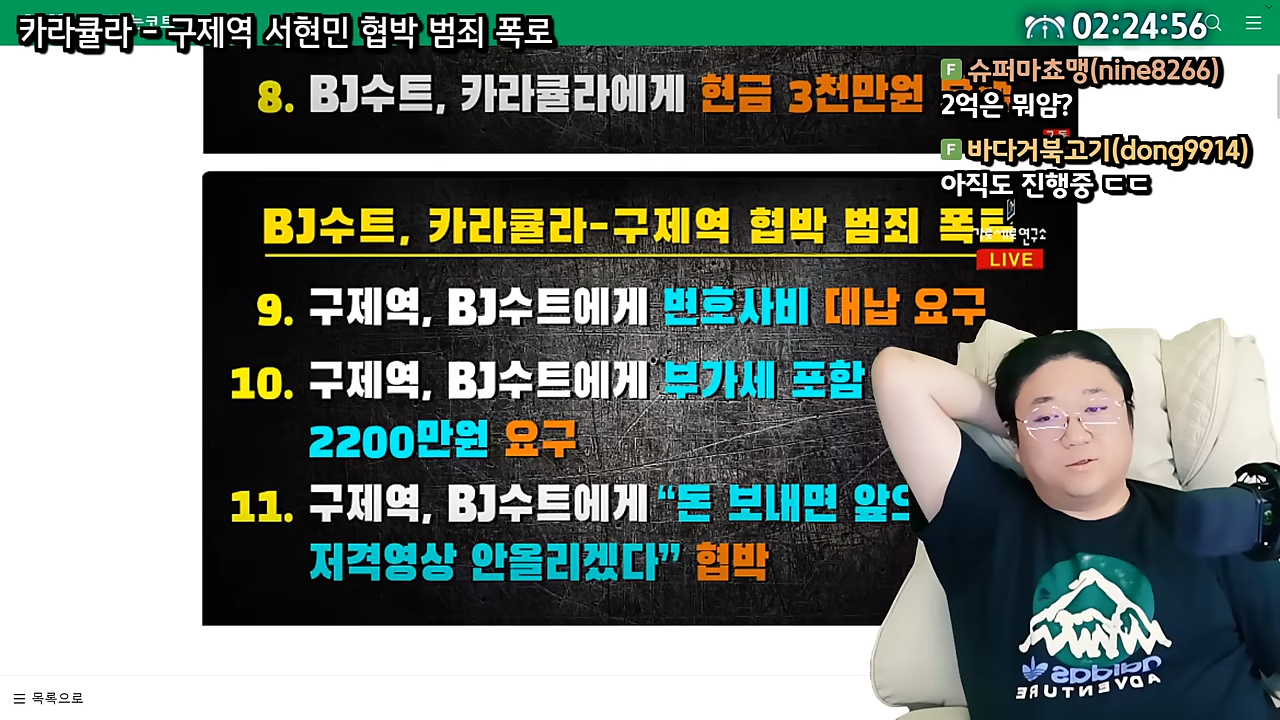 카라큘라 - 구제역 서현민 협박 범죄 폭로
02:24:56
8. BJ수트, 카라큘라에게 현금 3천만원
슈퍼마쵸맹(nine8266)
2억은 뭐얌?
바다거북고기(dong9914)
아직도 진행중 ㄷㄷ
BJ수트, 카라큘라-구제역 협박 범죄 폭로
가로세로연구소
LIVE
9. 구제역, BJ수트에게 변호사비 대납 요구
10. 구제역, BJ수트에게 부가세 포함
2200만원 요구
11. 구제역, BJ수트에게 “돈 보내면 앞으
저격영상 안올리겠다” 협박
adidas
ADVENTURE
목록으로